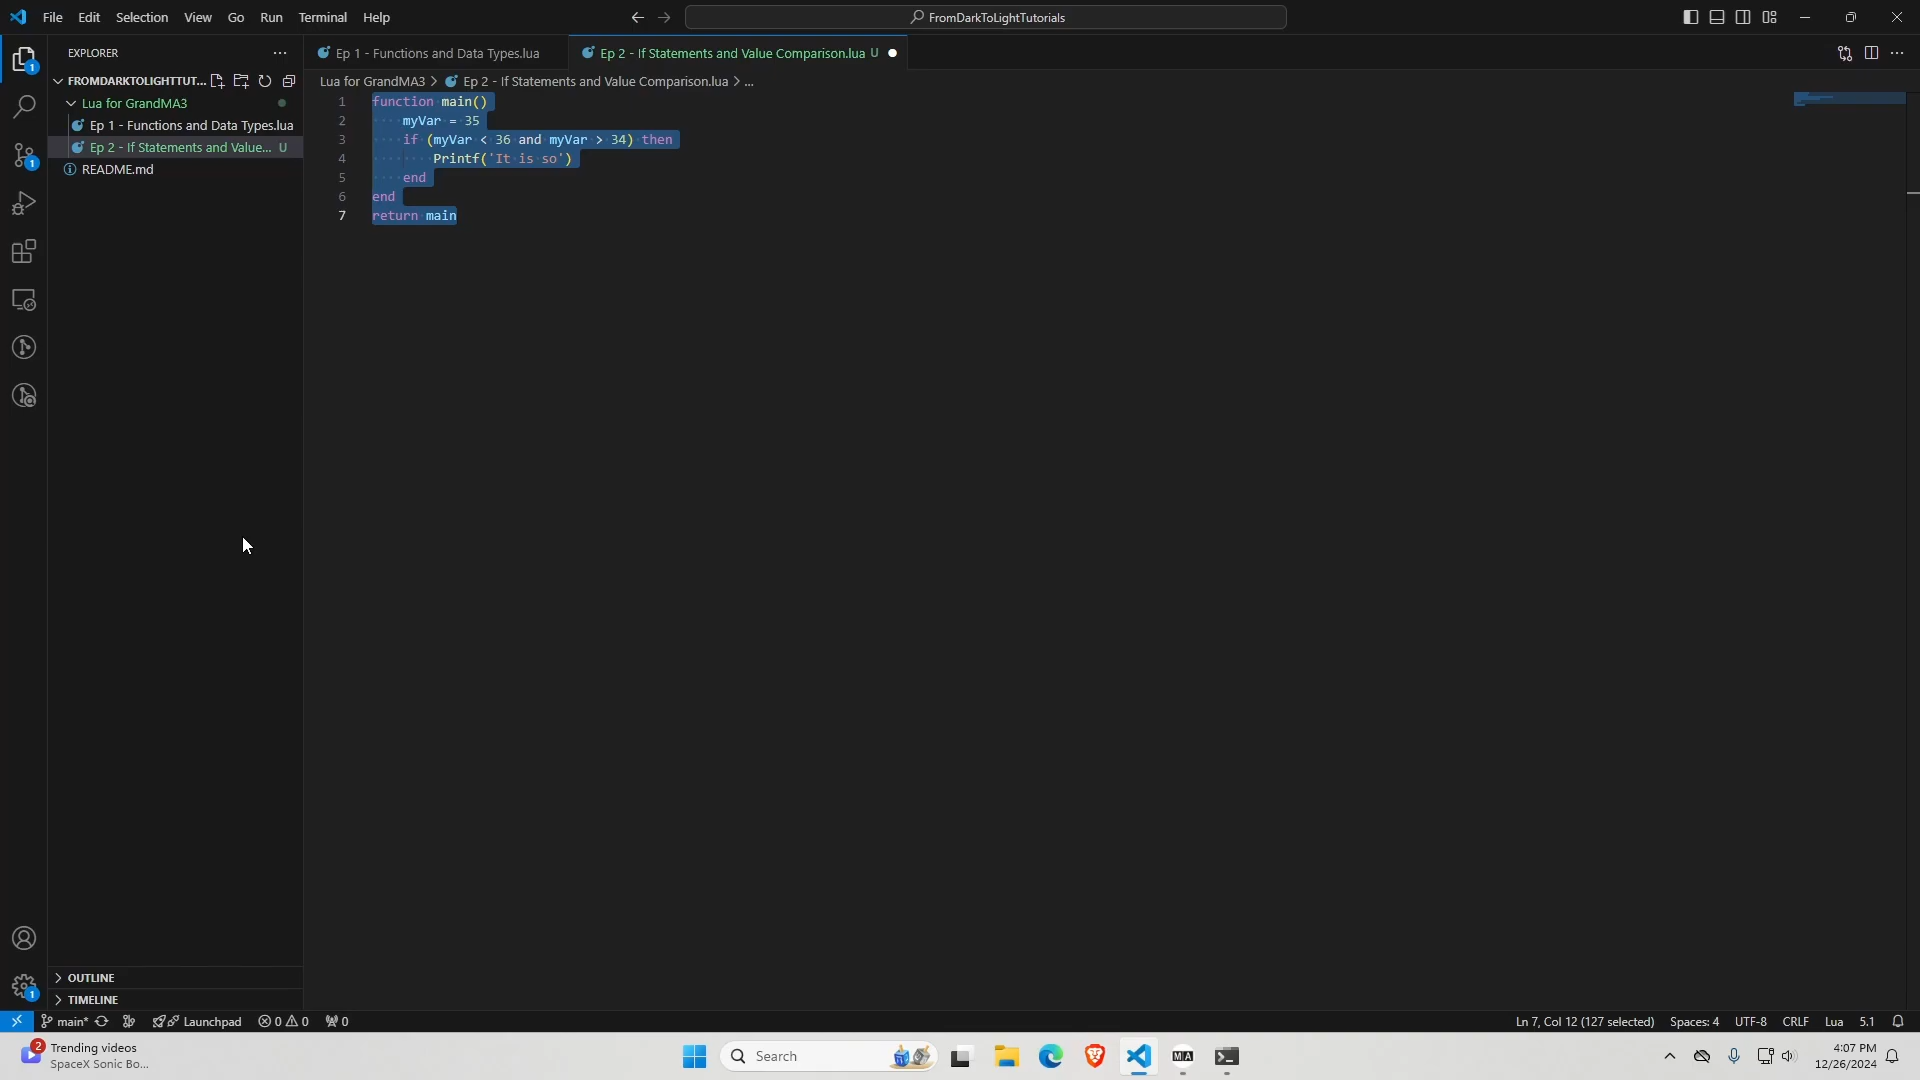 File Edit Selection View Go Run Terminal Help
FromDarkToLightTutorials
EXPLORER
FROMDARKTOLIGHTTUT...
Lua for GrandMA3
Ep 1 - Functions and Data Types.lua
Ep 2 - If Statements and Value... U
README.md
OUTLINE
TIMELINE
Ep 1 - Functions and Data Types.lua
Ep 2 - If Statements and Value Comparison.lua U
Lua for GrandMA3 > Ep 2 - If Statements and Value Comparison.lua > ...
1 function main()
2 myVar = 35
3 if (myVar < 36 and myVar > 34) then
4 Printf('It is so')
5 end
6 end
7 return main
1
1
1
main* Launchpad 0 0 0
Ln 7, Col 12 (127 selected) Spaces: 4 UTF-8 CRLF Lua 5.1
2
Trending videos
SpaceX Sonic Bo...
Search
MA
4:07 PM
12/26/2024